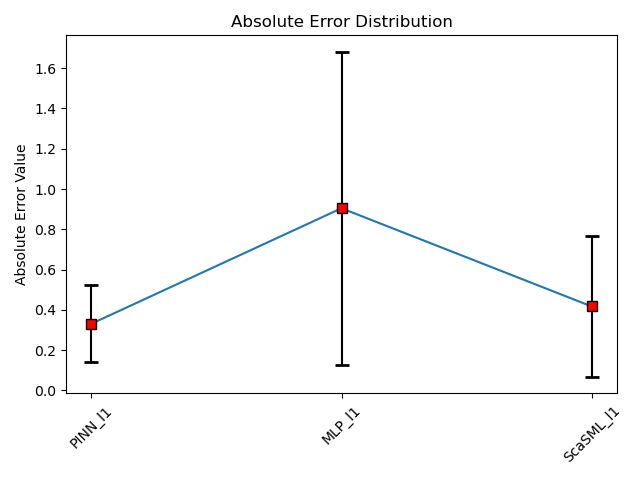 Absolute Error Distribution
Absolute Error Value
1.6
1.4
1.2
1.0
0.8
0.6
0.4
0.2
0.0
PINN_l1
MLP_l1
ScaSML_l1